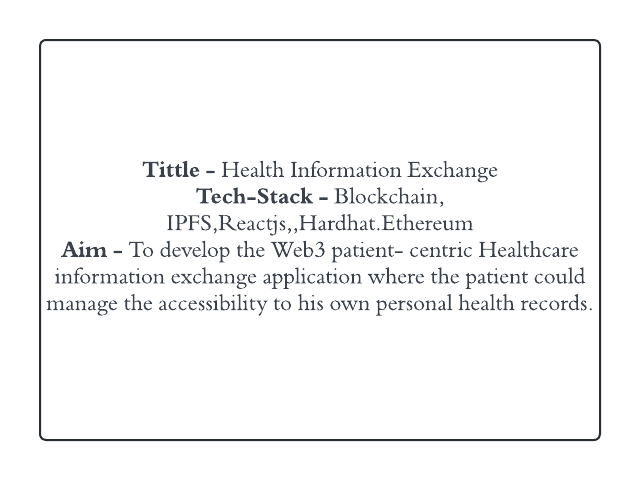 Tittle - Health Information Exchange
Tech-Stack - Blockchain,
IPFS,Reactjs,,Hardhat.Ethereum
Aim - To develop the Web3 patient- centric Healthcare
information exchange application where the patient could
manage the accessibility to his own personal health records.